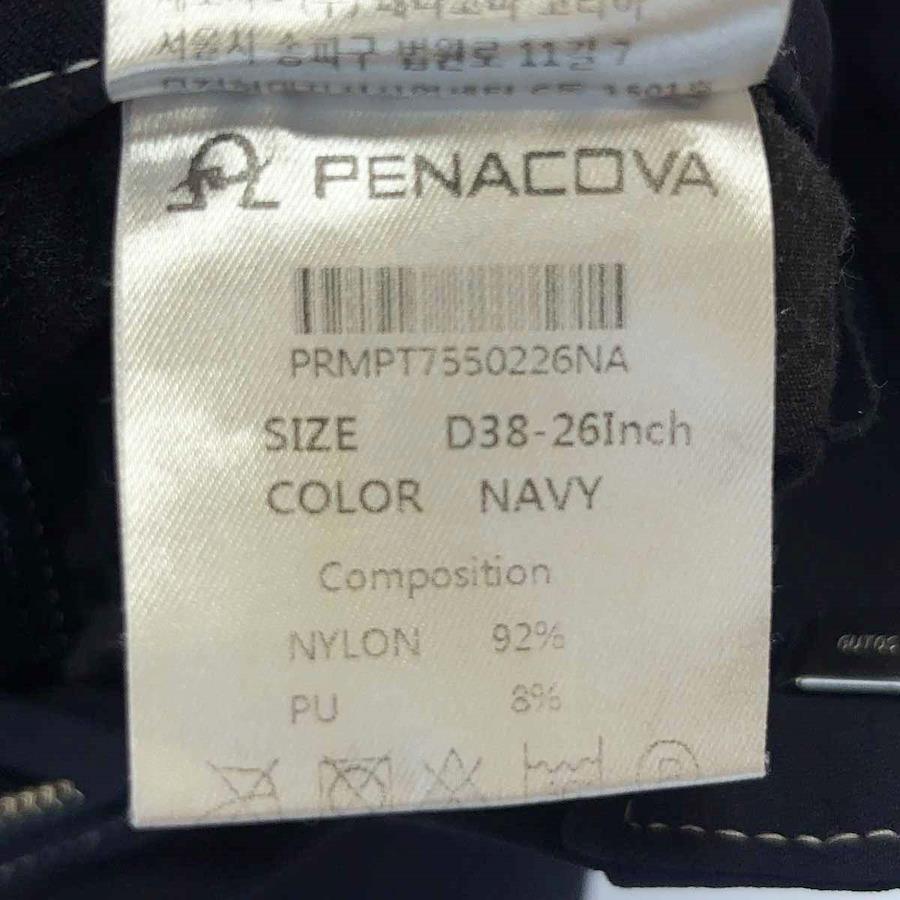 서울시 송파구 법원로 11길 7
PENACOVA
PRMPT7550226NA
SIZE D38-26Inch
COLOR NAVY
Composition
NYLON 92%
PU 8%
P